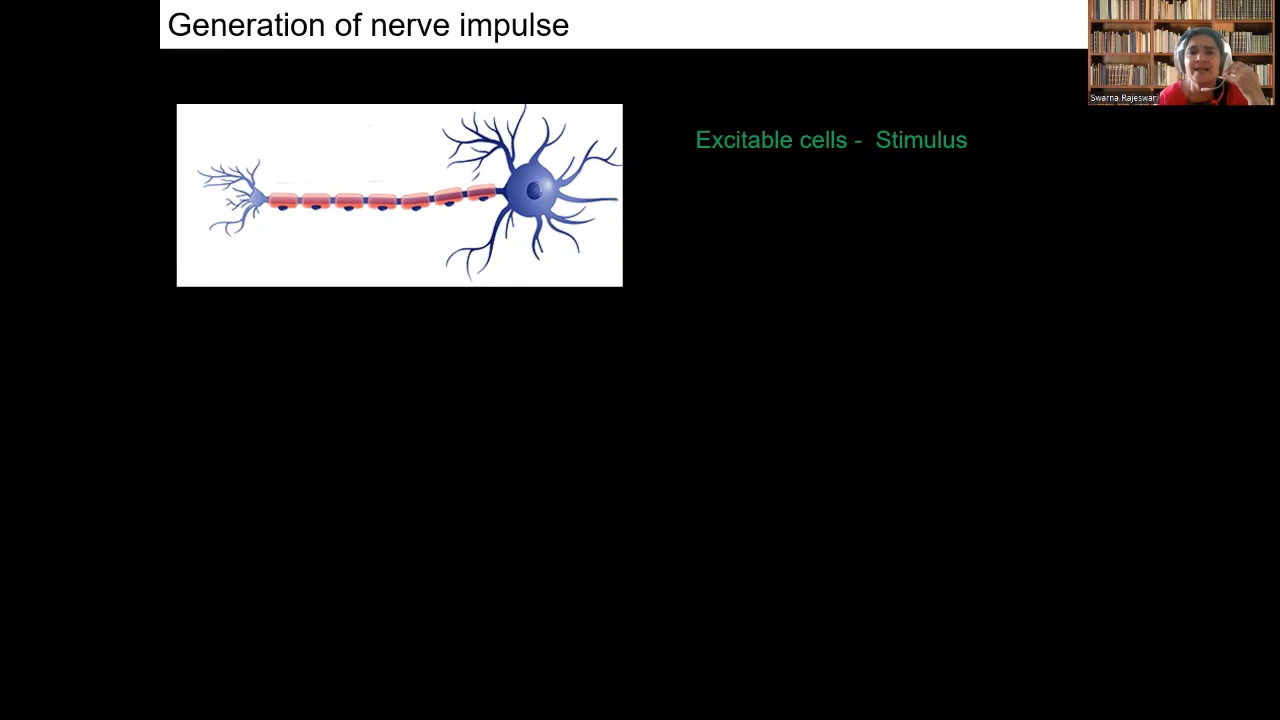 Generation of nerve impulse
Swarna Rajeswari
Excitable cells -  Stimulus